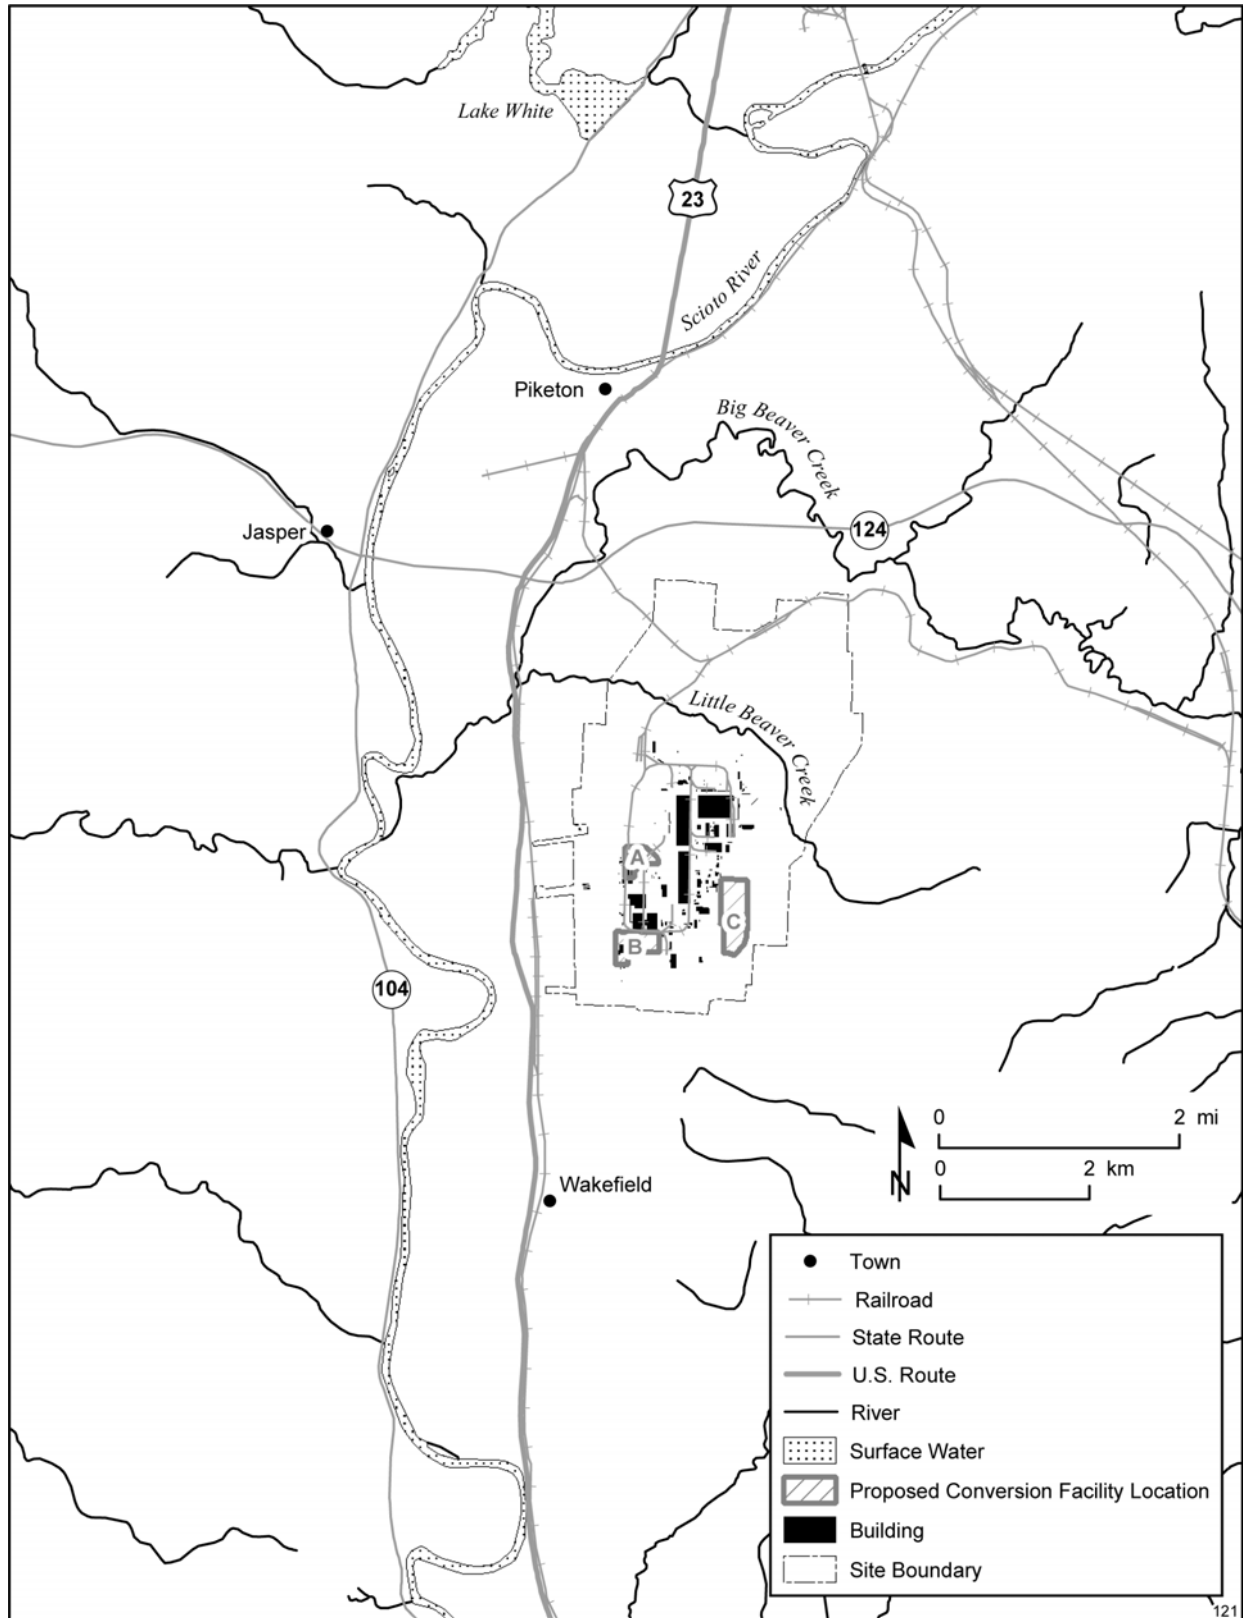 Lake White
23
Scioto River
Piketon
Big Beaver Creek
Jasper
124
Little Beaver Creek
A
C
B
104
0 2 mi
0 2 km
N
Wakefield
Town
Railroad
State Route
U.S. Route
River
Surface Water
Proposed Conversion Facility Location
Building
Site Boundary
121